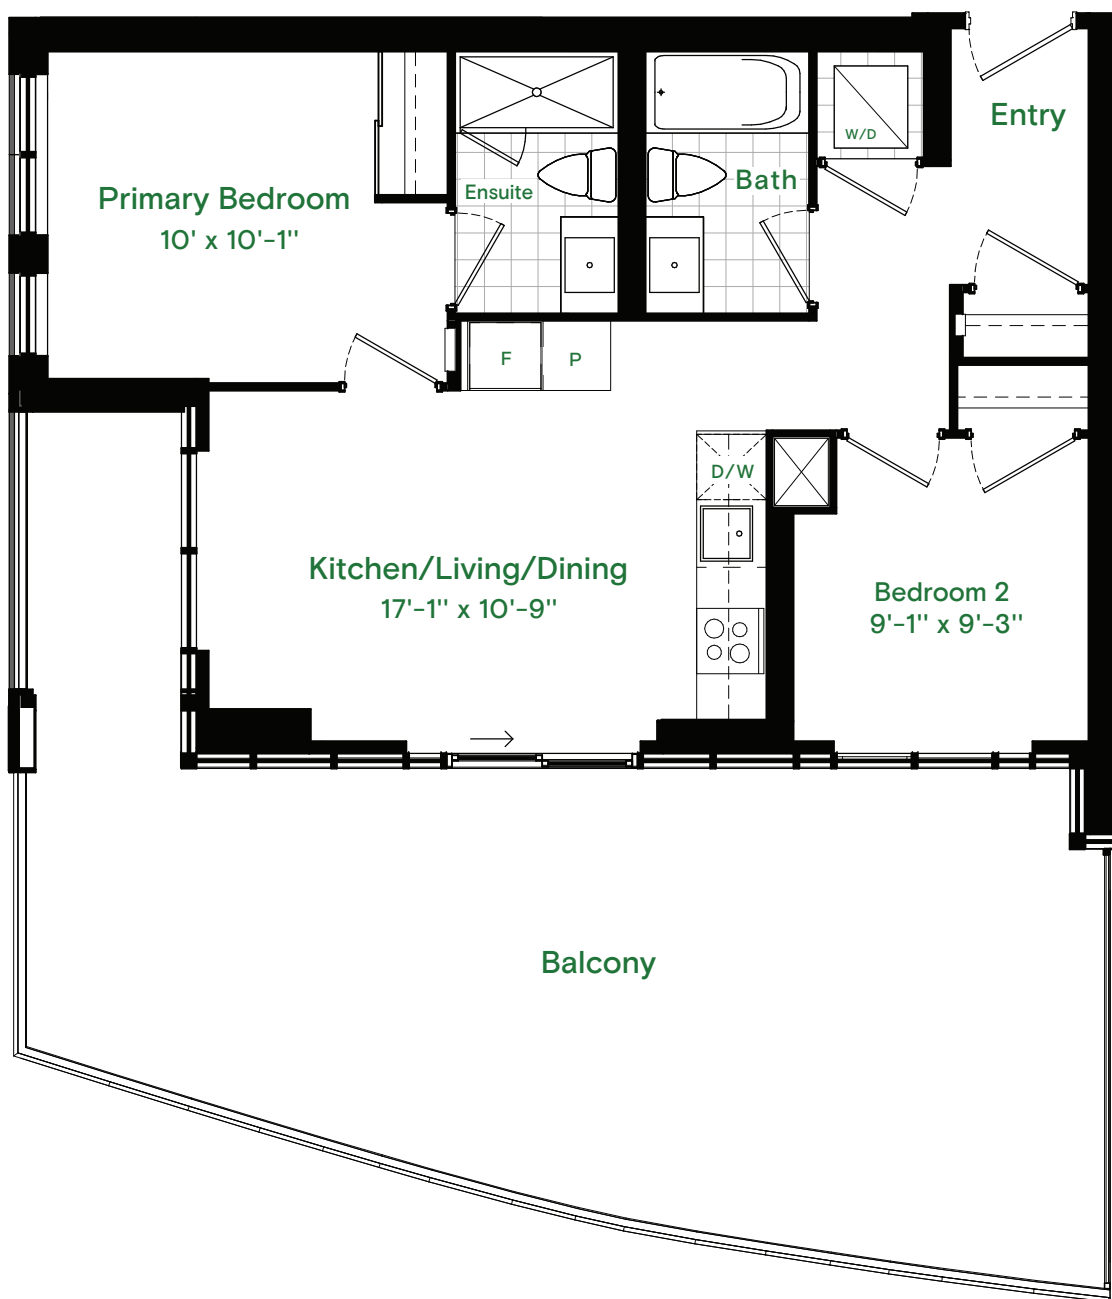 Entry
W/D
Bath
Ensuite
Primary Bedroom
10' x 10'-1"
F
P
D/W
Kitchen/Living/Dining
17'-1" x 10'-9"
Bedroom 2
9'-1" x 9'-3"
Balcony